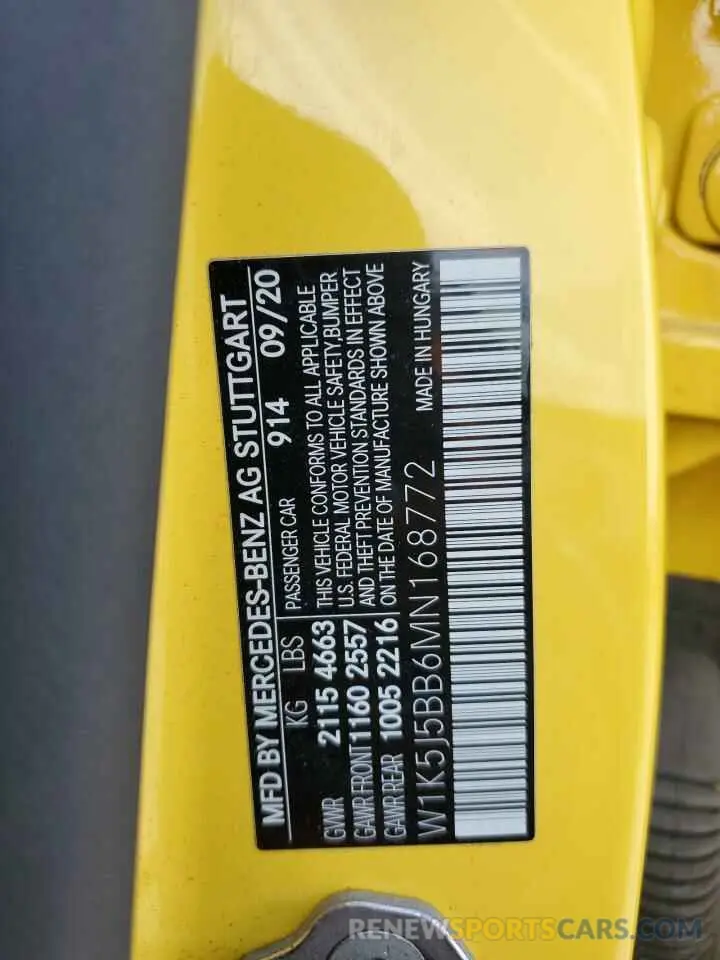 MFD BY MERCEDES-BENZ AG STUTTGART
KG LBS PASSENGER CAR 914 09/20
GVWR 2115 4663 THIS VEHICLE CONFORMS TO ALL APPLICABLE
U.S. FEDERAL MOTOR VEHICLE SAFETY,BUMPER
GAWR FRONT 1160 2557 AND THEFT PREVENTION STANDARDS IN EFFECT
GAWR REAR 1005 2216 ON THE DATE OF MANUFACTURE SHOWN ABOVE
W1K5J5BB6MN168772 MADE IN HUNGARY
RENEWSPORTSCARS.COM